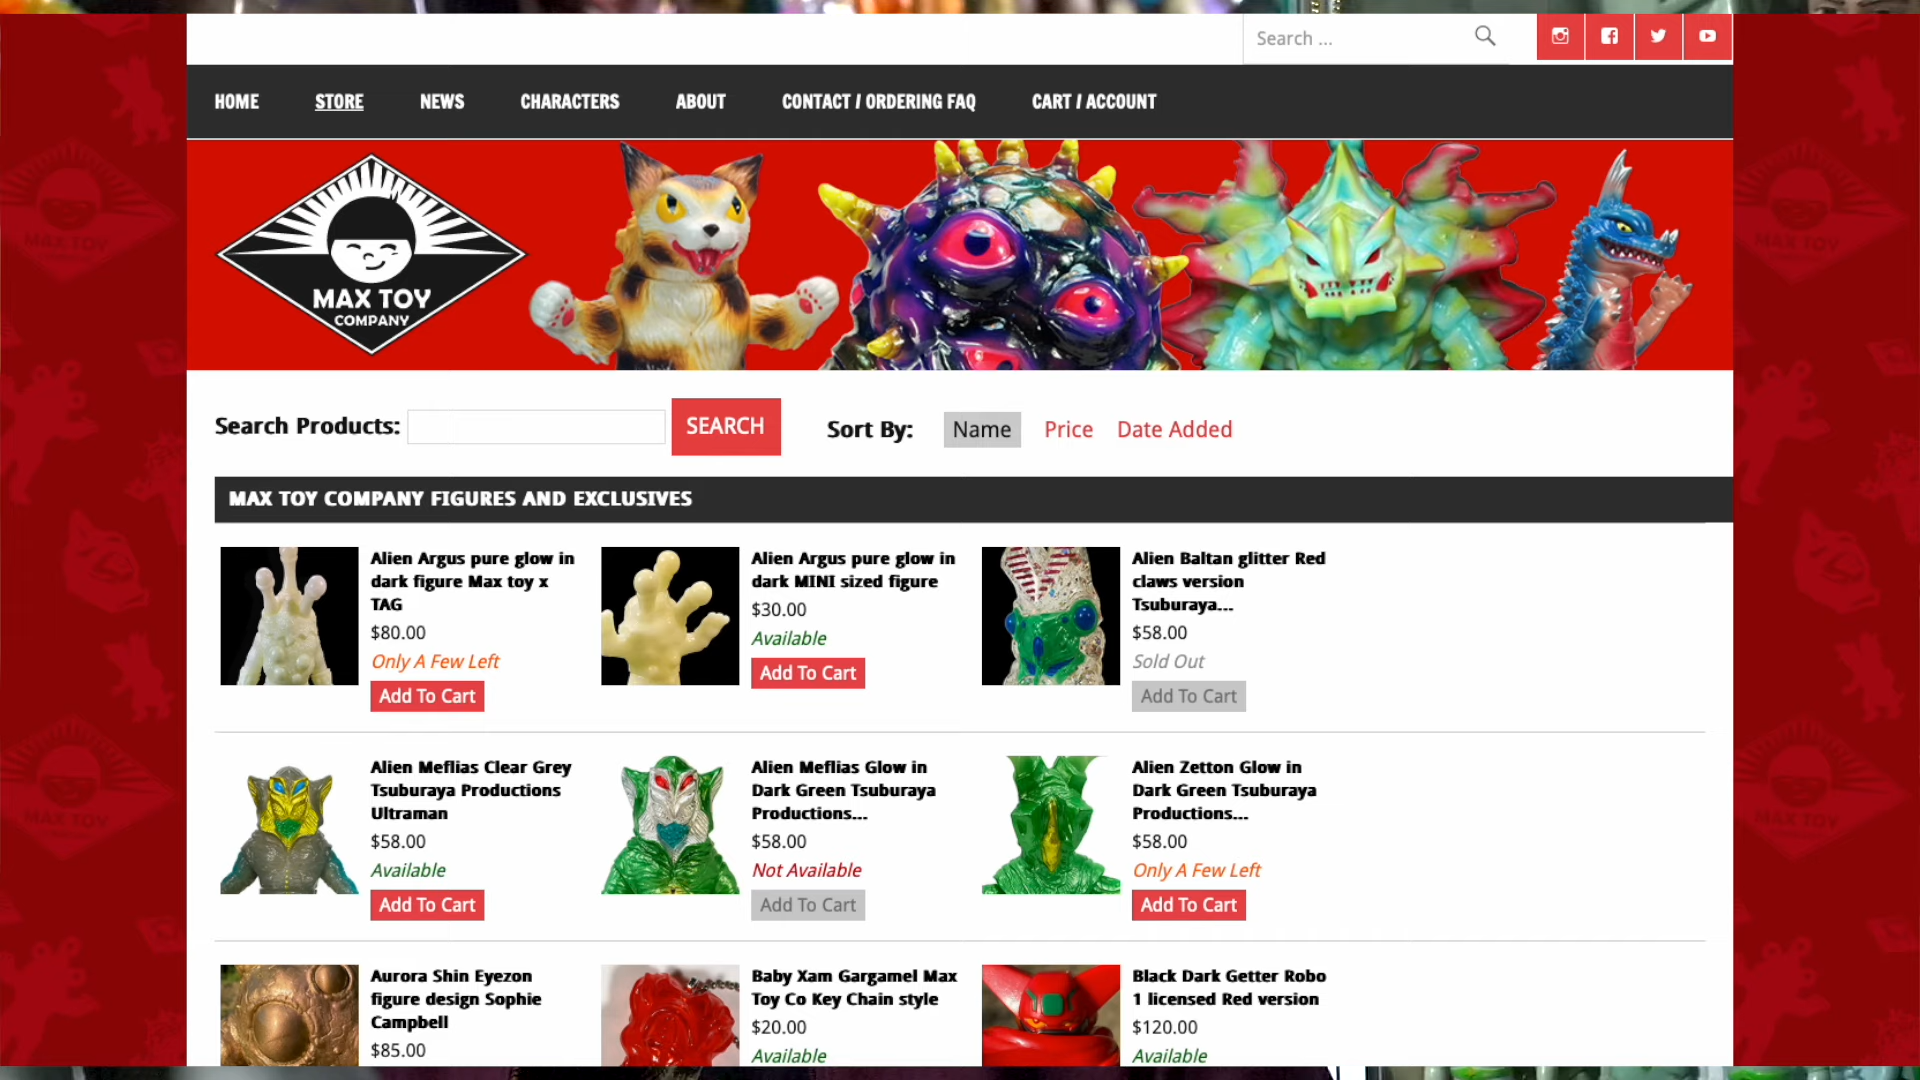 Search ...
HOME
STORE
NEWS
CHARACTERS
ABOUT
CONTACT / ORDERING FAQ
CART / ACCOUNT
MAX TOY
COMPANY
Search Products:
SEARCH
Sort By:
Name
Price
Date Added
MAX TOY COMPANY FIGURES AND EXCLUSIVES
Alien Argus pure glow in
dark figure Max toy x
TAG
$80.00
Only A Few Left
Add To Cart
Alien Argus pure glow in
dark MINI sized figure
$30.00
Available
Add To Cart
Alien Baltan glitter Red
claws version
Tsuburaya...
$58.00
Sold Out
Add To Cart
Alien Meflias Clear Grey
Tsuburaya Productions
Ultraman
$58.00
Available
Add To Cart
Alien Meflias Glow in
Dark Green Tsuburaya
Productions...
$58.00
Not Available
Add To Cart
Alien Zetton Glow in
Dark Green Tsuburaya
Productions...
$58.00
Only A Few Left
Add To Cart
Aurora Shin Eyezon
figure design Sophie
Campbell
$85.00
Baby Xam Gargamel Max
Toy Co Key Chain style
$20.00
Available
Black Dark Getter Robo
1 licensed Red version
$120.00
Available